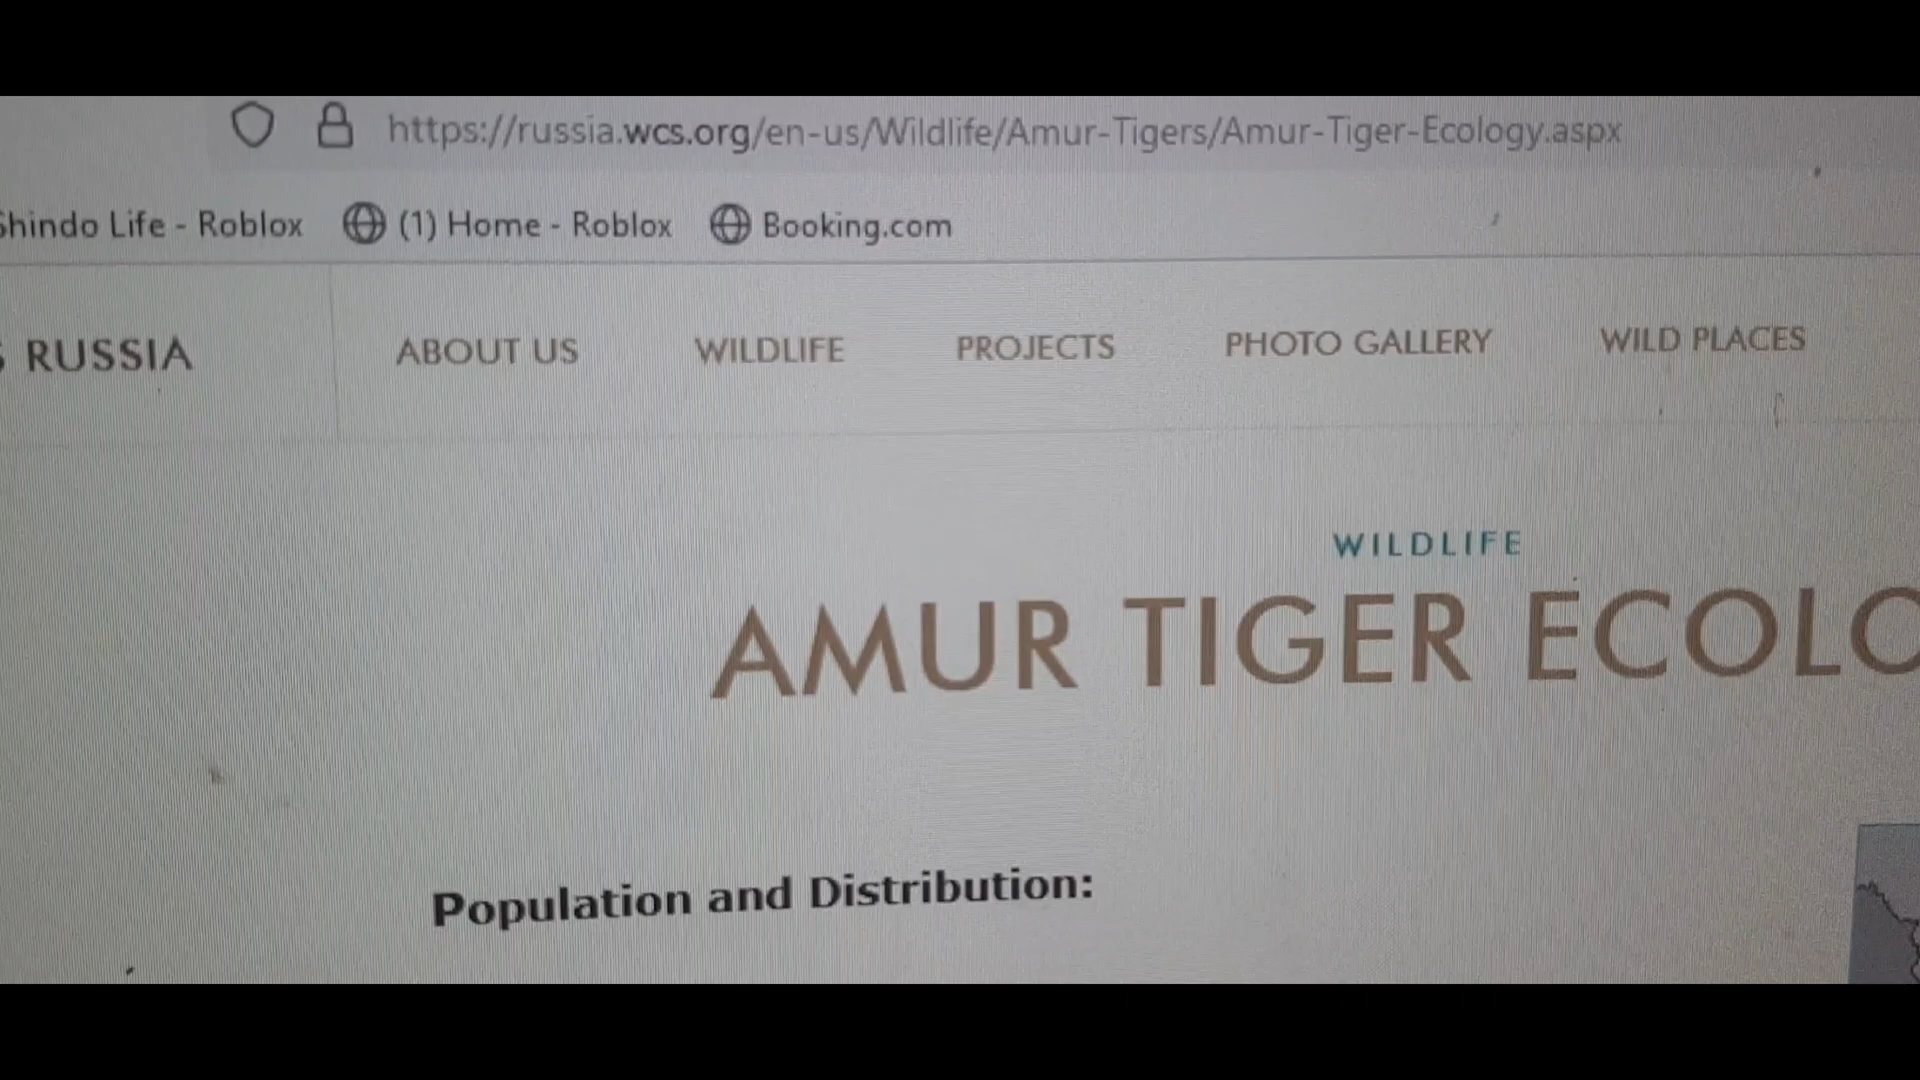 https://russia.wcs.org/en-us/Wildlife/Amur-Tigers/Amur-Tiger-Ecology.aspx
Shindo Life - Roblox (1) Home - Roblox Booking.com
S RUSSIA ABOUT US WILDLIFE PROJECTS PHOTO GALLERY WILD PLACES
WILDLIFE
AMUR TIGER ECOLO
Population and Distribution: